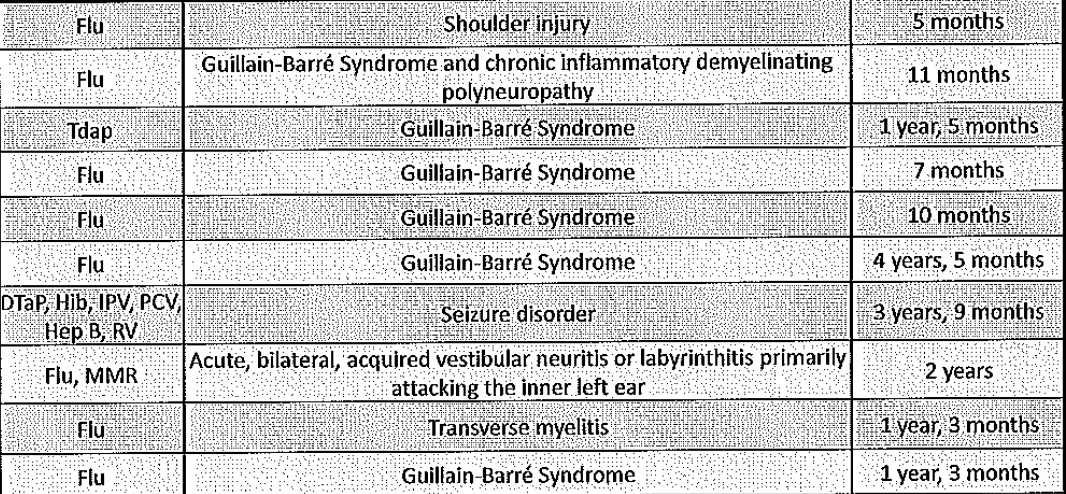 Flu Shoulder injury 5 months
Flu Guillain-Barré Syndrome and chronic inflammatory demyelinating polyneuropathy 11 months
Tdap Guillain-Barré Syndrome 1 year, 5 months
Flu Guillain-Barré Syndrome 7 months
Flu Guillain-Barré Syndrome 10 months
Flu Guillain-Barré Syndrome 4 years, 5 months
DTaP, Hib, IPV, PCV, Hep B, RV Seizure disorder 3 years, 9 months
Flu, MMR Acute, bilateral, acquired vestibular neuritis or labyrinthitis primarily attacking the inner left ear 2 years
Flu Transverse myelitis 1 year, 3 months
Flu Guillain-Barré Syndrome 1 year, 3 months